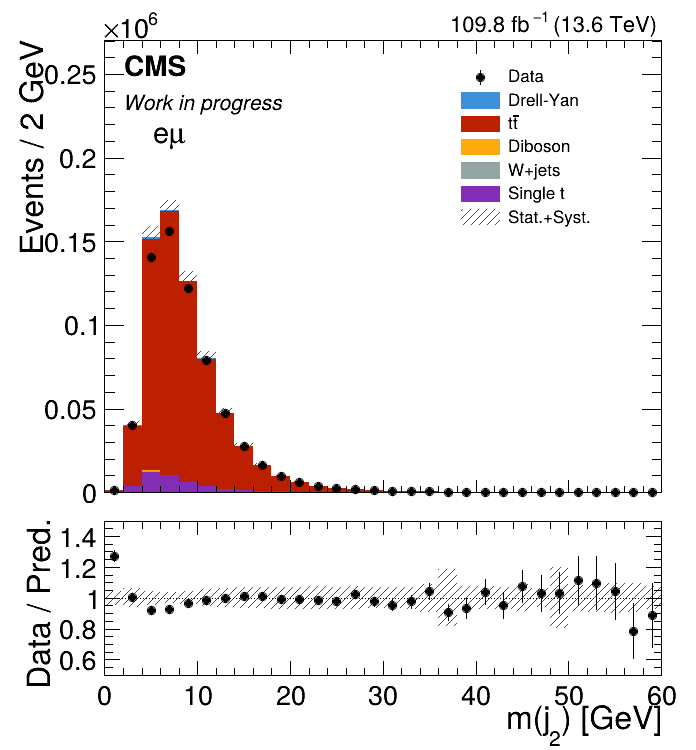 ×10⁶
109.8 fb⁻¹ (13.6 TeV)
CMS
Work in progress
eμ
Data
Drell-Yan
tt̄
Diboson
W+jets
Single t
Stat.+Syst.
Events / 2 GeV
0.25
0.2
0.15
0.1
0.05
0
Data / Pred.
1.4
1.2
1
0.8
0.6
0 10 20 30 40 50 60
m(j₂) [GeV]